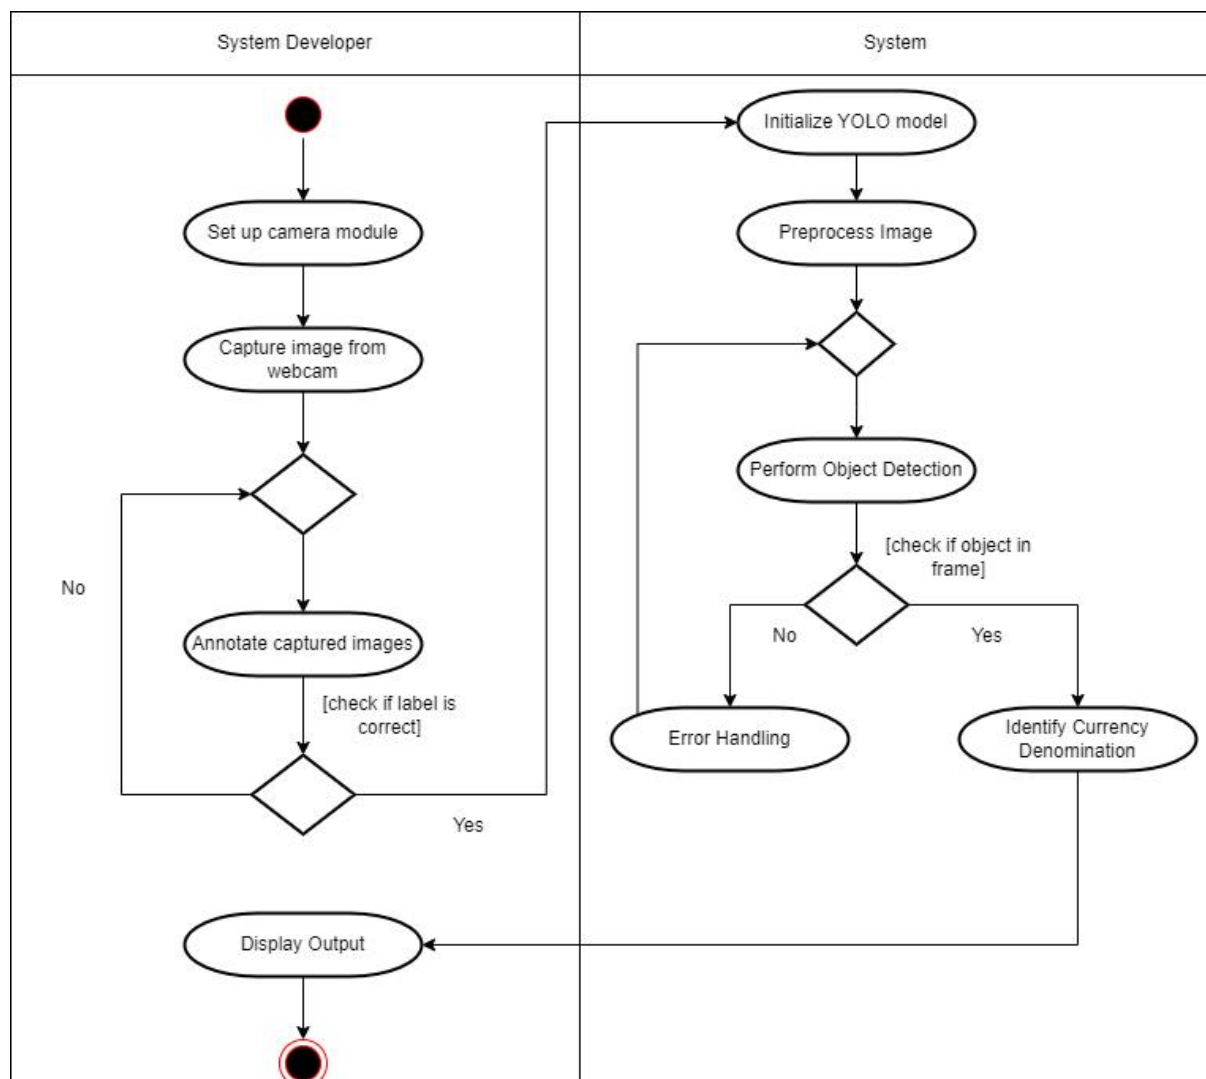 System Developer
System
Initialize YOLO model
Set up camera module
Preprocess Image
Capture image from
webcam
Perform Object Detection
[check if object in
frame]
No
Annotate captured images
No
Yes
[check if label is
correct]
Error Handling
Identify Currency
Denomination
Yes
Display Output